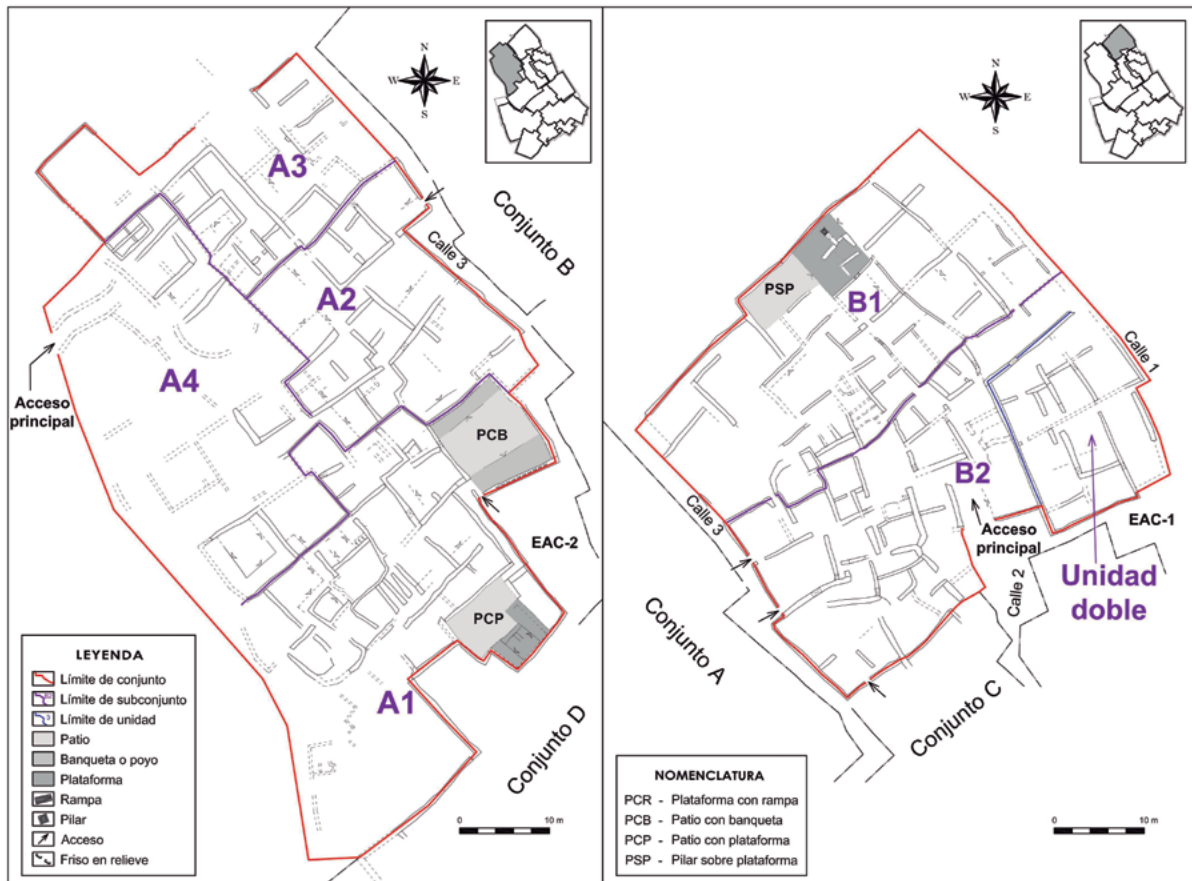 N
W E
S
A3
Conjunto B
Calle 3
A2
A4
Acceso
principal
PCB
EAC-2
PCP
A1
Conjunto D
LEYENDA
Límite de conjunto
Límite de subconjunto
Límite de unidad
Patio
Banqueta o poyo
Plataforma
Rampa
Pilar
Acceso
Friso en relieve
0 10 m
N
W E
S
PSP
B1
Calle 1
B2
Calle 3
Acceso
principal
EAC-1
Calle 2
Unidad
doble
Conjunto A
Conjunto C
NOMENCLATURA
PCR - Plataforma con rampa
PCB - Patio con banqueta
PCP - Patio con plataforma
PSP - Pilar sobre plataforma
0 10 m